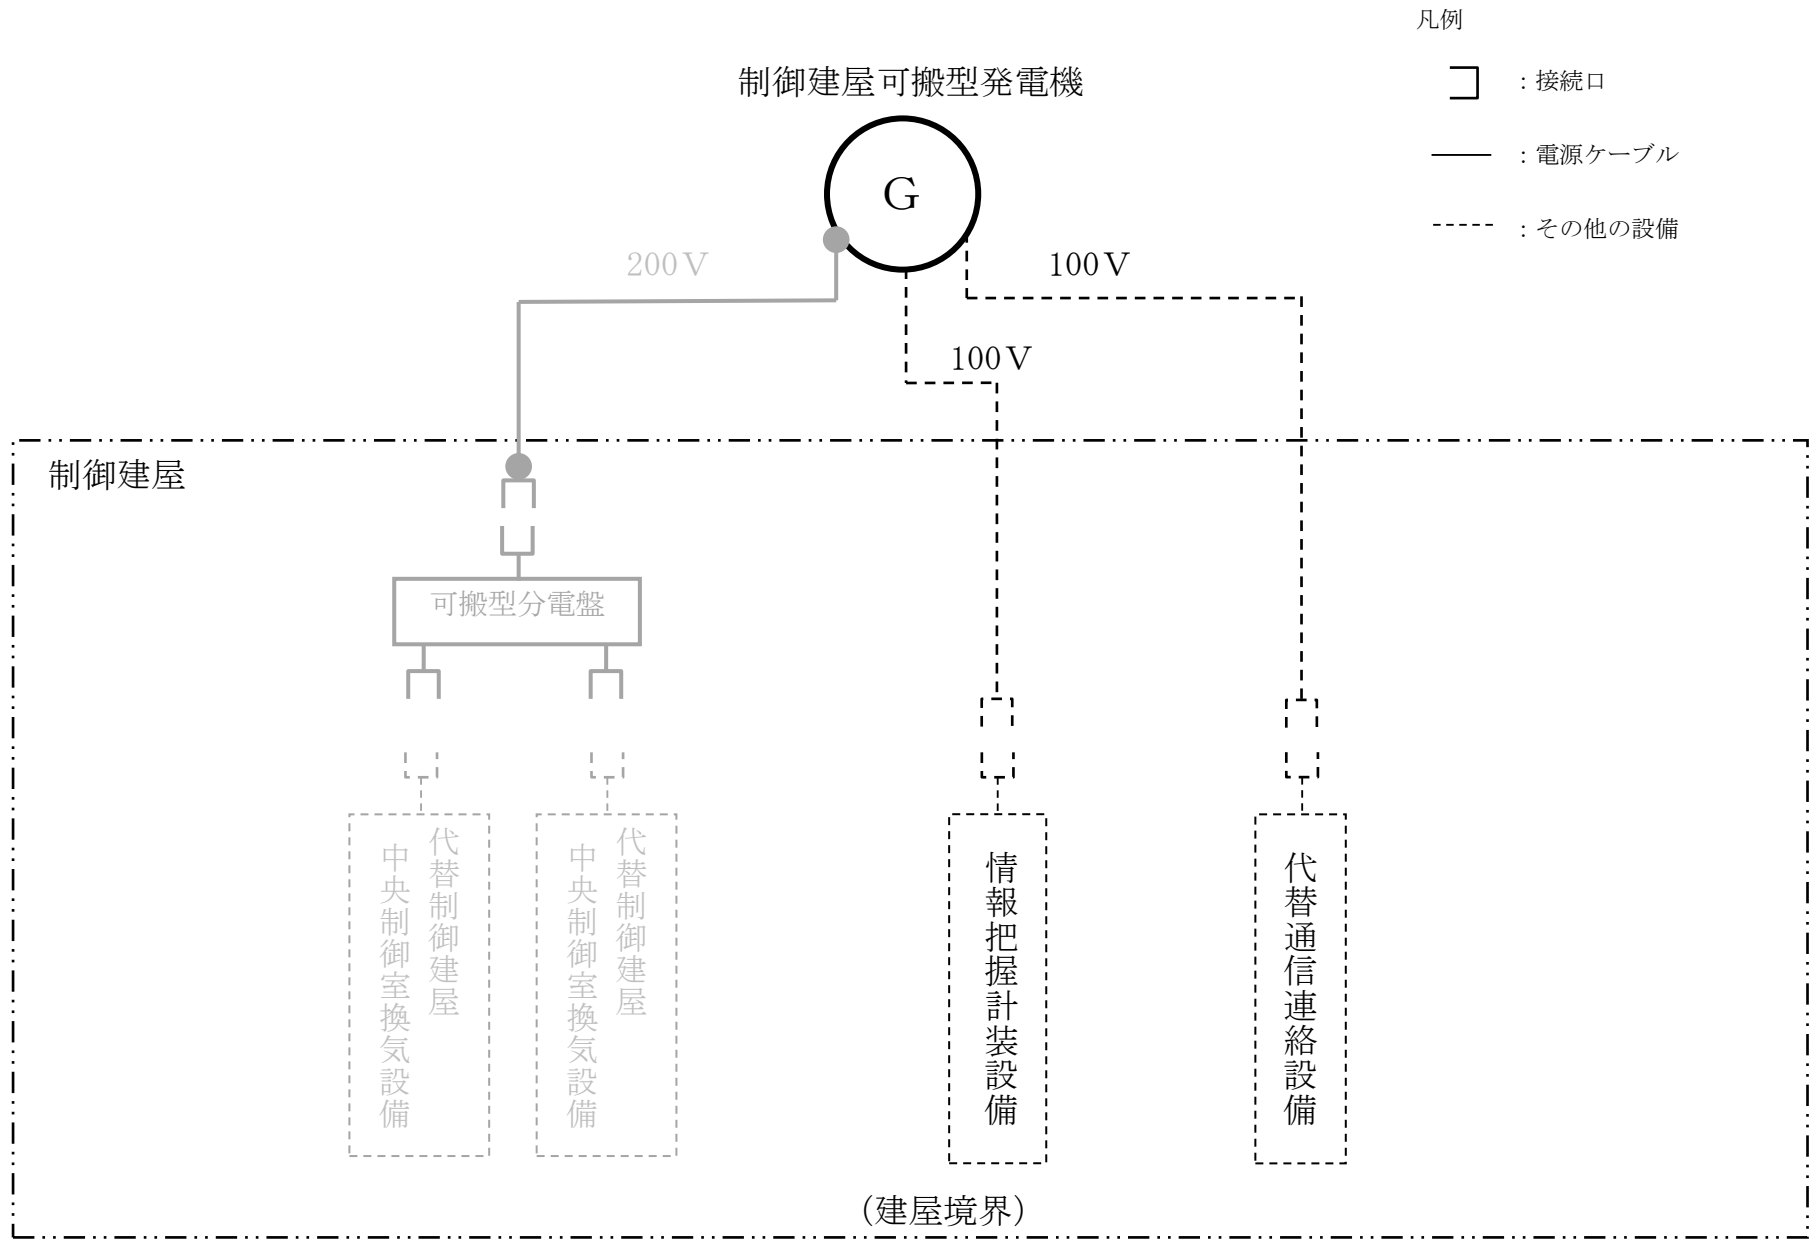 凡例
：接続口
：電源ケーブル
：その他の設備
制御建屋可搬型発電機
G
200Ｖ
100Ｖ
100Ｖ
制御建屋
可搬型分電盤
代替制御建屋
中央制御室換気設備
代替制御建屋
中央制御室換気設備
情報把握計装設備
代替通信連絡設備
（建屋境界）